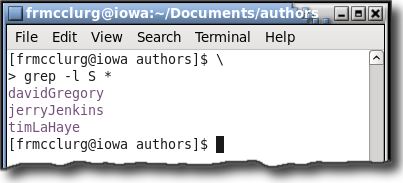 frmcclurg@iowa:~/Documents/authors
File Edit View Search Terminal Help
[frmcclurg@iowa authors]$ \
> grep -l S *
davidGregory
jerryJenkins
timLaHaye
[frmcclurg@iowa authors]$